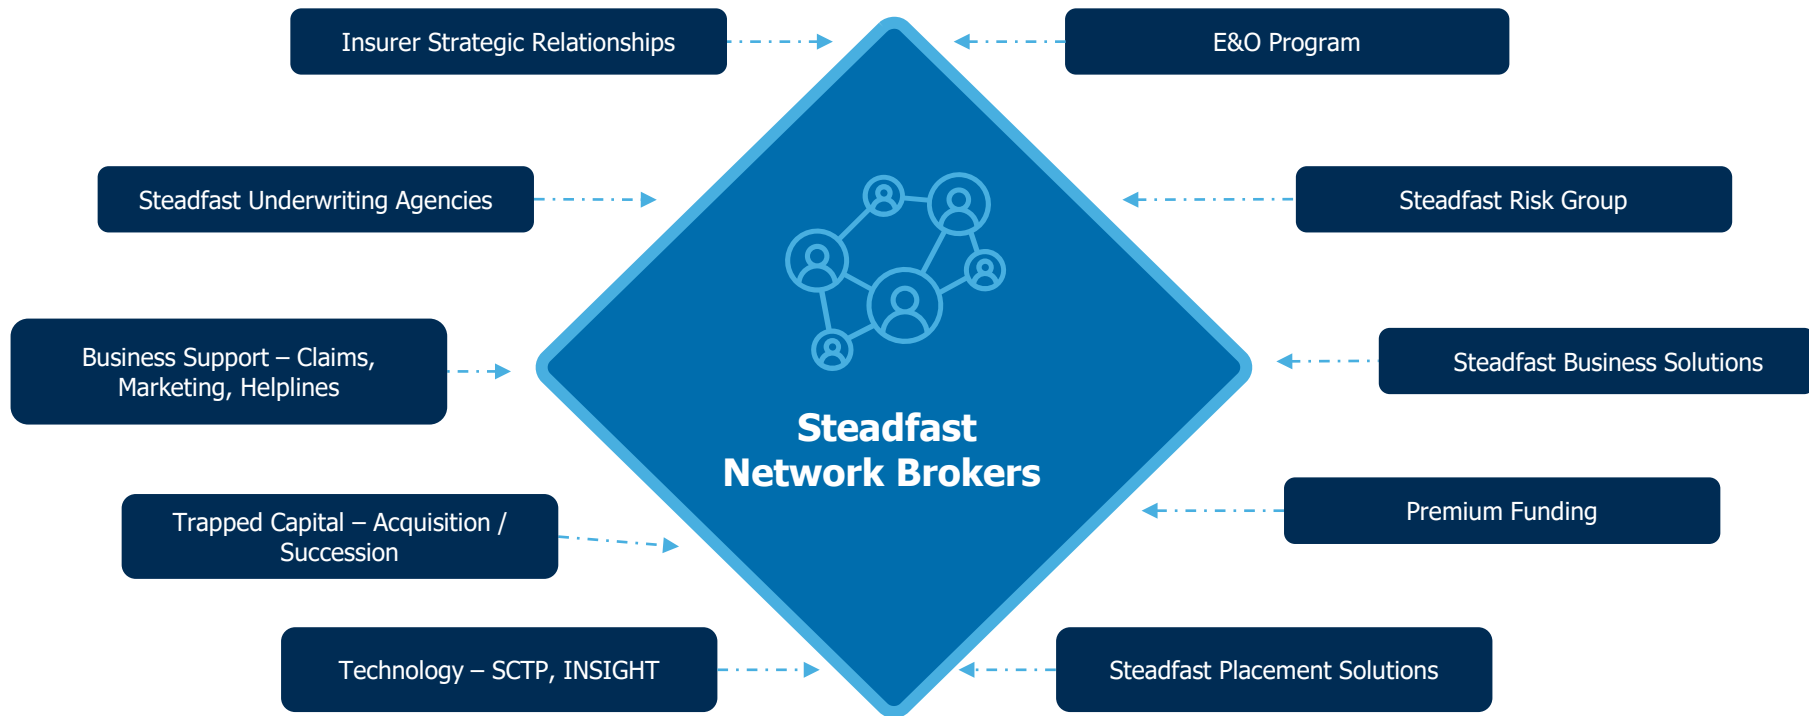 Insurer Strategic Relationships
E&O Program
Steadfast Underwriting Agencies
Steadfast Risk Group
Business Support – Claims,
Marketing, Helplines
Steadfast Business Solutions
Steadfast
Network Brokers
Trapped Capital – Acquisition /
Succession
Premium Funding
Technology – SCTP, INSIGHT
Steadfast Placement Solutions